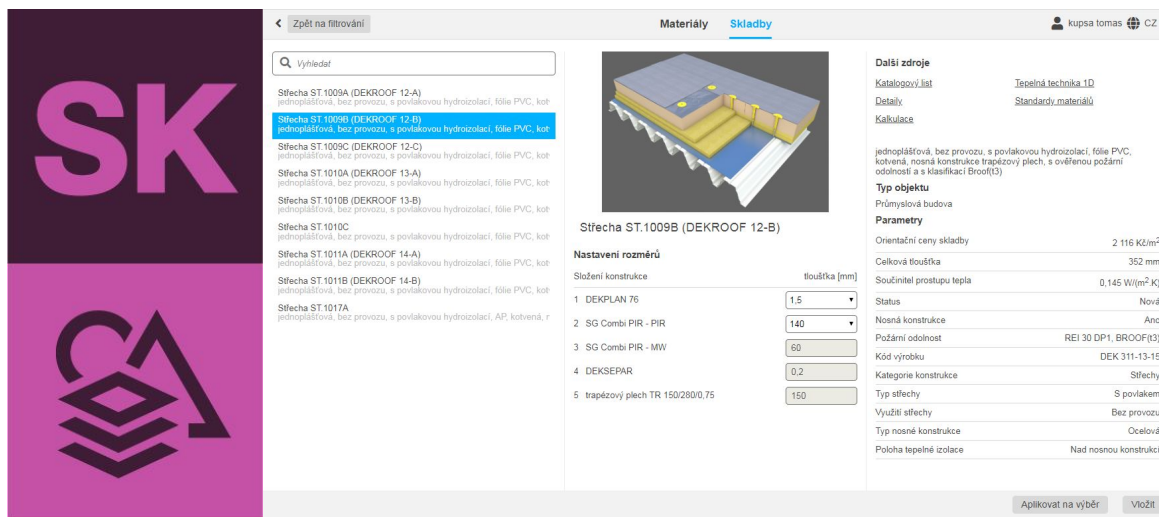 SK
Zpět na filtrování
Materiály
Skladby
kupsa tomas
CZ
Vyhledat
Střecha ST.1009A (DEKROOF 12-A)
jednoplášťová, bez provozu, s povlakovou hydroizolací, fólie PVC, kot
Střecha ST.1009B (DEKROOF 12-B)
jednoplášťová, bez provozu, s povlakovou hydroizolací, fólie PVC, kot
Střecha ST.1009C (DEKROOF 12-C)
jednoplášťová, bez provozu, s povlakovou hydroizolací, fólie PVC, kot
Střecha ST.1010A (DEKROOF 13-A)
jednoplášťová, bez provozu, s povlakovou hydroizolací, fólie PVC, kot
Střecha ST.1010B (DEKROOF 13-B)
jednoplášťová, bez provozu, s povlakovou hydroizolací, fólie PVC, kot
Střecha ST.1010C
jednoplášťová, bez provozu, s povlakovou hydroizolací, fólie PVC, kot
Střecha ST.1011A (DEKROOF 14-A)
jednoplášťová, bez provozu, s povlakovou hydroizolací, fólie PVC, kot
Střecha ST.1011B (DEKROOF 14-B)
jednoplášťová, bez provozu, s povlakovou hydroizolací, fólie PVC, kot
Střecha ST.1017A
jednoplášťová, bez provozu, s povlakovou hydroizolací, AP, kotvená, r
Střecha ST.1009B (DEKROOF 12-B)
Nastavení rozměrů
Složení konstrukce tloušťka [mm]
1 DEKPLAN 76 1,5
2 SG Combi PIR - PIR 140
3 SG Combi PIR - MW 60
4 DEKSEPAR 0,2
5 trapézový plech TR 150/280/0,75 150
Další zdroje
Katalogový list Tepelná technika 1D
Detaily Standardy materiálů
Kalkulace
jednoplášťová, bez provozu, s povlakovou hydroizolací, fólie PVC,
kotvená, nosná konstrukce trapézový plech, s ověřenou požární
odolností a s klasifikací Broof(t3)
Typ objektu
Průmyslová budova
Parametry
Orientační ceny skladby 2 116 Kč/m²
Celková tloušťka 352 mm
Součinitel prostupu tepla 0,145 W/(m².K)
Status Nová
Nosná konstrukce Ano
Požární odolnost REI 30 DP1, BROOF(t3)
Kód výrobku DEK 311-13-15
Kategorie konstrukce Střechy
Typ střechy S povlakem
Využití střechy Bez provozu
Typ nosné konstrukce Ocelová
Poloha tepelné izolace Nad nosnou konstrukcí
Aplikovat na výběr
Vložit